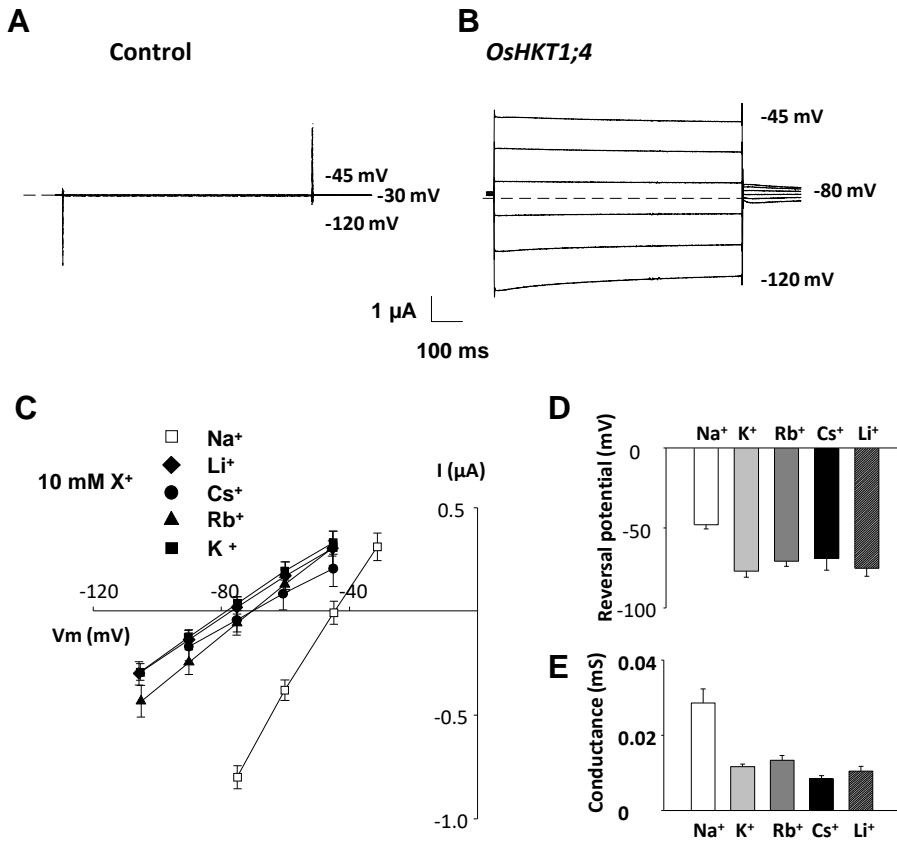 A
B
Control
OsHKT1;4
-45 mV
-30 mV
-120 mV
-45 mV
-80 mV
-120 mV
1 µA
100 ms
C
10 mM X+
Na+
Li+
Cs+
Rb+
K +
I (µA)
0.5
-120
-80
-40
Vm (mV)
-0.5
-1.0
D
Na+ K+ Rb+ Cs+ Li+
Reversal potential (mV)
0
-50
-100
E
Conductance (mS)
0.04
0.02
0
Na+ K+ Rb+ Cs+ Li+